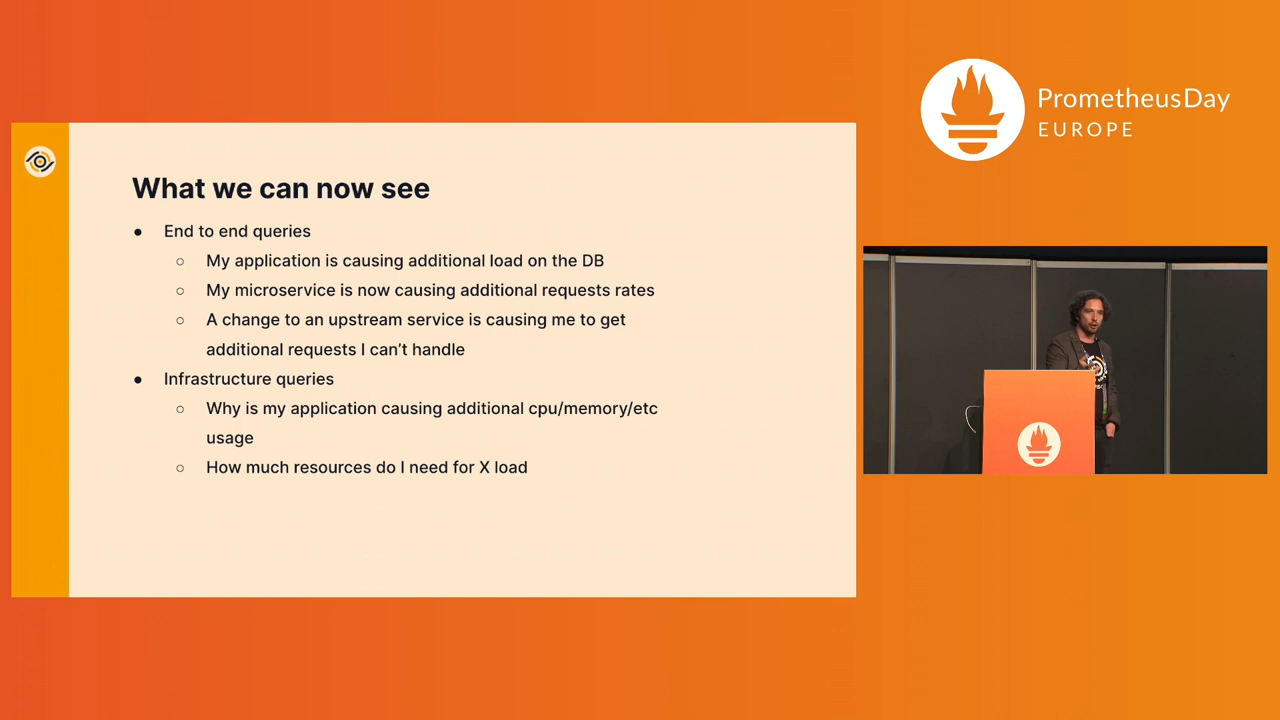 PrometheusDay
EUROPE
What we can now see
● End to end queries
○ My application is causing additional load on the DB
○ My microservice is now causing additional requests rates
○ A change to an upstream service is causing me to get
additional requests I can’t handle
● Infrastructure queries
○ Why is my application causing additional cpu/memory/etc
usage
○ How much resources do I need for X load